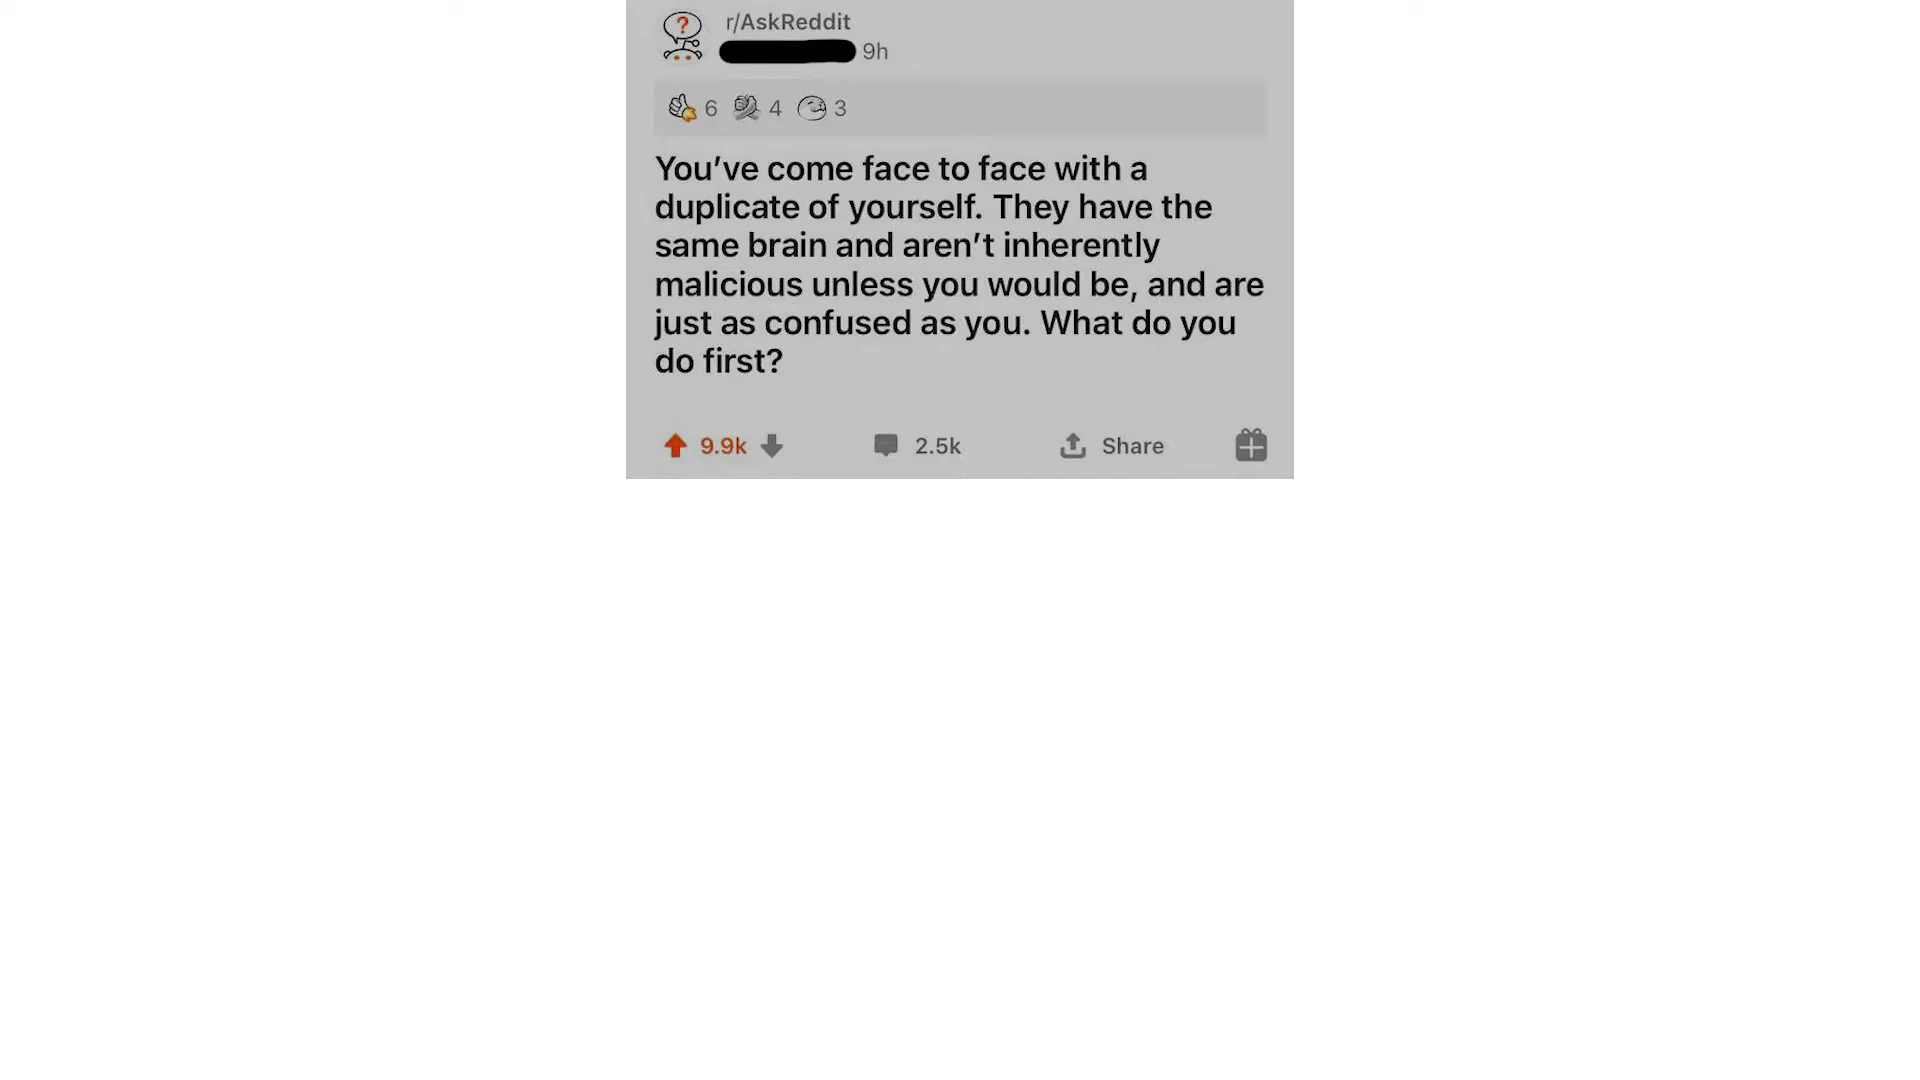 r/AskReddit
9h
6 4 3
You’ve come face to face with a
duplicate of yourself. They have the
same brain and aren’t inherently
malicious unless you would be, and are
just as confused as you. What do you
do first?
9.9k 2.5k Share